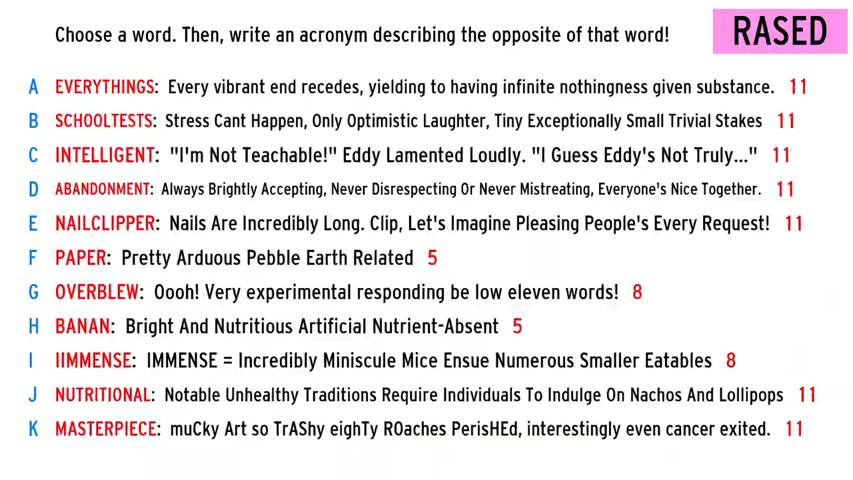 Choose a word. Then, write an acronym describing the opposite of that word!
RASED
A EVERYTHINGS: Every vibrant end recedes, yielding to having infinite nothingness given substance. 11
B SCHOOLTESTS: Stress Cant Happen, Only Optimistic Laughter, Tiny Exceptionally Small Trivial Stakes 11
C INTELLIGENT: "I'm Not Teachable!" Eddy Lamented Loudly. "I Guess Eddy's Not Truly..." 11
D ABANDONMENT: Always Brightly Accepting, Never Disrespecting Or Never Mistreating, Everyone's Nice Together. 11
E NAILCLIPPER: Nails Are Incredibly Long. Clip, Let's Imagine Pleasing People's Every Request! 11
F PAPER: Pretty Arduous Pebble Earth Related 5
G OVERBLEW: Oooh! Very experimental responding be low eleven words! 8
H BANAN: Bright And Nutritious Artificial Nutrient-Absent 5
I IIMMENSE: IMMENSE = Incredibly Miniscule Mice Ensue Numerous Smaller Eatables 8
J NUTRITIONAL: Notable Unhealthy Traditions Require Individuals To Indulge On Nachos And Lollipops 11
K MASTERPIECE: muCky Art so TrAShy eighTy ROaches PerisHEd, interestingly even cancer exited. 11